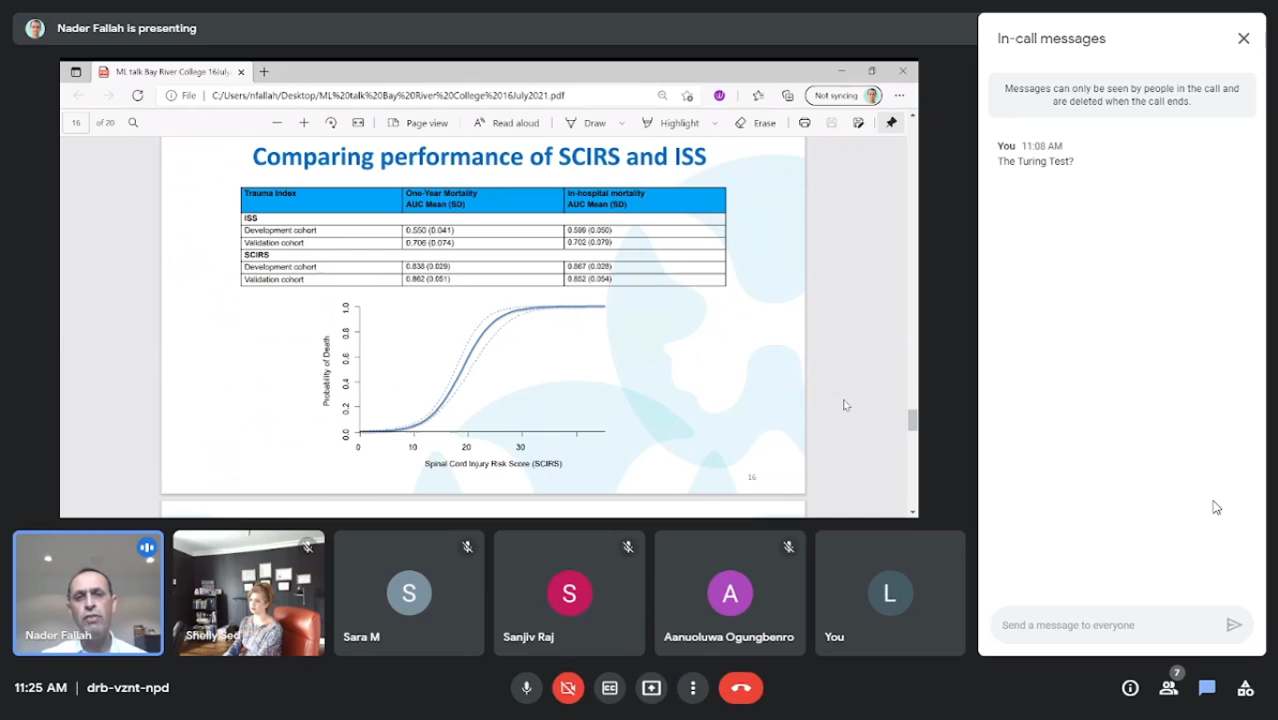 Nader Fallah is presenting
ML talk Bay River College 16July
File
C:/Users/nfallah/Desktop/ML%20talk%20Bay%20River%20College%2016July2021.pdf
Not syncing
16 of 20
Page view
Read aloud
Draw
Highlight
Erase
Comparing performance of SCIRS and ISS
Trauma Index One-Year Mortality In-hospital mortality
AUC Mean (SD) AUC Mean (SD)
ISS
Development cohort 0.550 (0.041) 0.599 (0.050)
Validation cohort 0.706 (0.074) 0.702 (0.079)
SCIRS
Development cohort 0.838 (0.029) 0.867 (0.028)
Validation cohort 0.862 (0.051) 0.852 (0.054)
Probability of Death
1.0
0.8
0.6
0.4
0.2
0.0
0 10 20 30
Spinal Cord Injury Risk Score (SCIRS)
16
In-call messages
Messages can only be seen by people in the call and
are deleted when the call ends.
You 11:08 AM
The Turing Test?
Send a message to everyone
Nader Fallah
Shelly Sed
S
Sara M
S
Sanjiv Raj
A
Aanuoluwa Ogungbenro
L
You
11:25 AM | drb-vznt-npd
CC
7